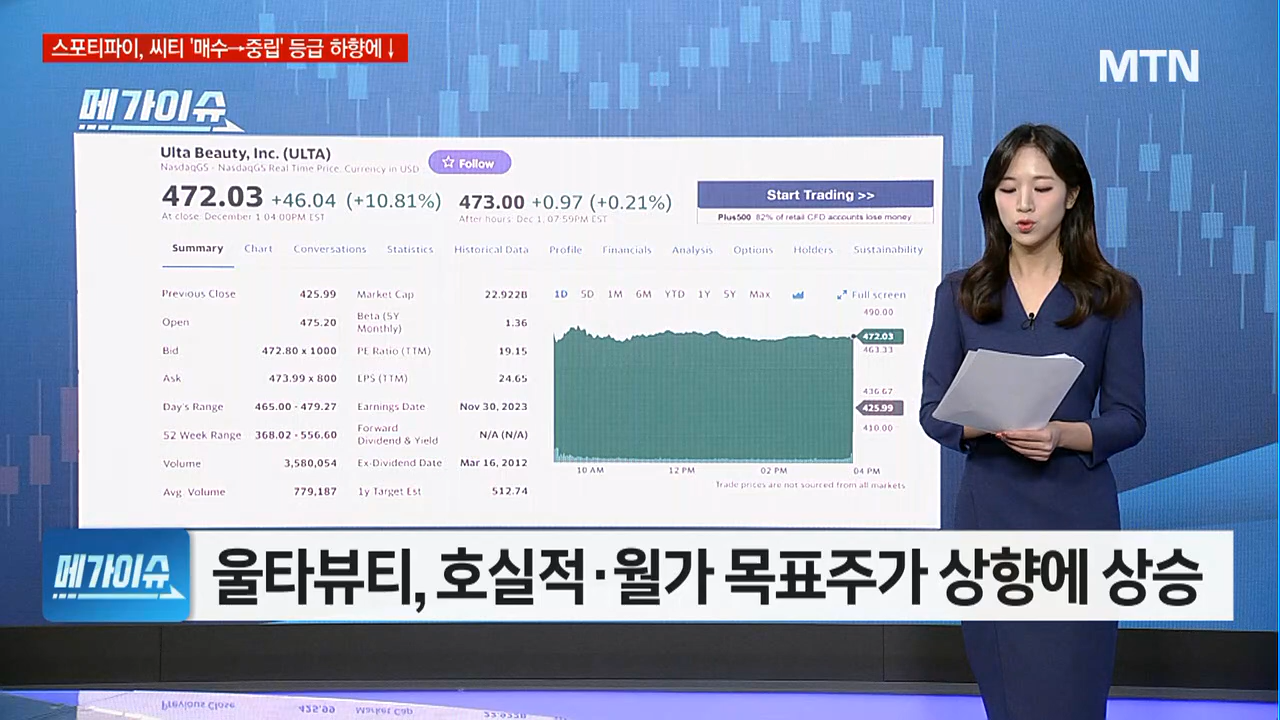 스포티파이, 씨티 '매수→중립' 등급 하향에↓
MTN
메가이슈
Ulta Beauty, Inc. (ULTA)
☆ Follow
NasdaqGS - NasdaqGS Real Time Price. Currency in USD
472.03 +46.04 (+10.81%) 473.00 +0.97 (+0.21%)
At close: December 1 04:00PM EST After hours: Dec 1, 07:59PM EST
Start Trading >>
Plus500 82% of retail CFD accounts lose money
Summary Chart Conversations Statistics Historical Data Profile Financials Analysis Options Holders Sustainability
Previous Close 425.99 Market Cap 22.922B
Open 475.20 Beta (5Y Monthly) 1.36
Bid 472.80 x 1000 PE Ratio (TTM) 19.15
Ask 473.99 x 800 EPS (TTM) 24.65
Day's Range 465.00 - 479.27 Earnings Date Nov 30, 2023
52 Week Range 368.02 - 556.60 Forward Dividend & Yield N/A (N/A)
Volume 3,580,054 Ex-Dividend Date Mar 16, 2012
Avg. Volume 779,187 1y Target Est 512.74
1D 5D 1M 6M YTD 1Y 5Y Max Full screen
490.00
472.03
463.33
436.67
425.99
410.00
10 AM 12 PM 02 PM 04 PM
Trade prices are not sourced from all markets
메가이슈
울타뷰티, 호실적·월가 목표주가 상향에 상승
Previous Close 425.99 Market Cap 22.922B